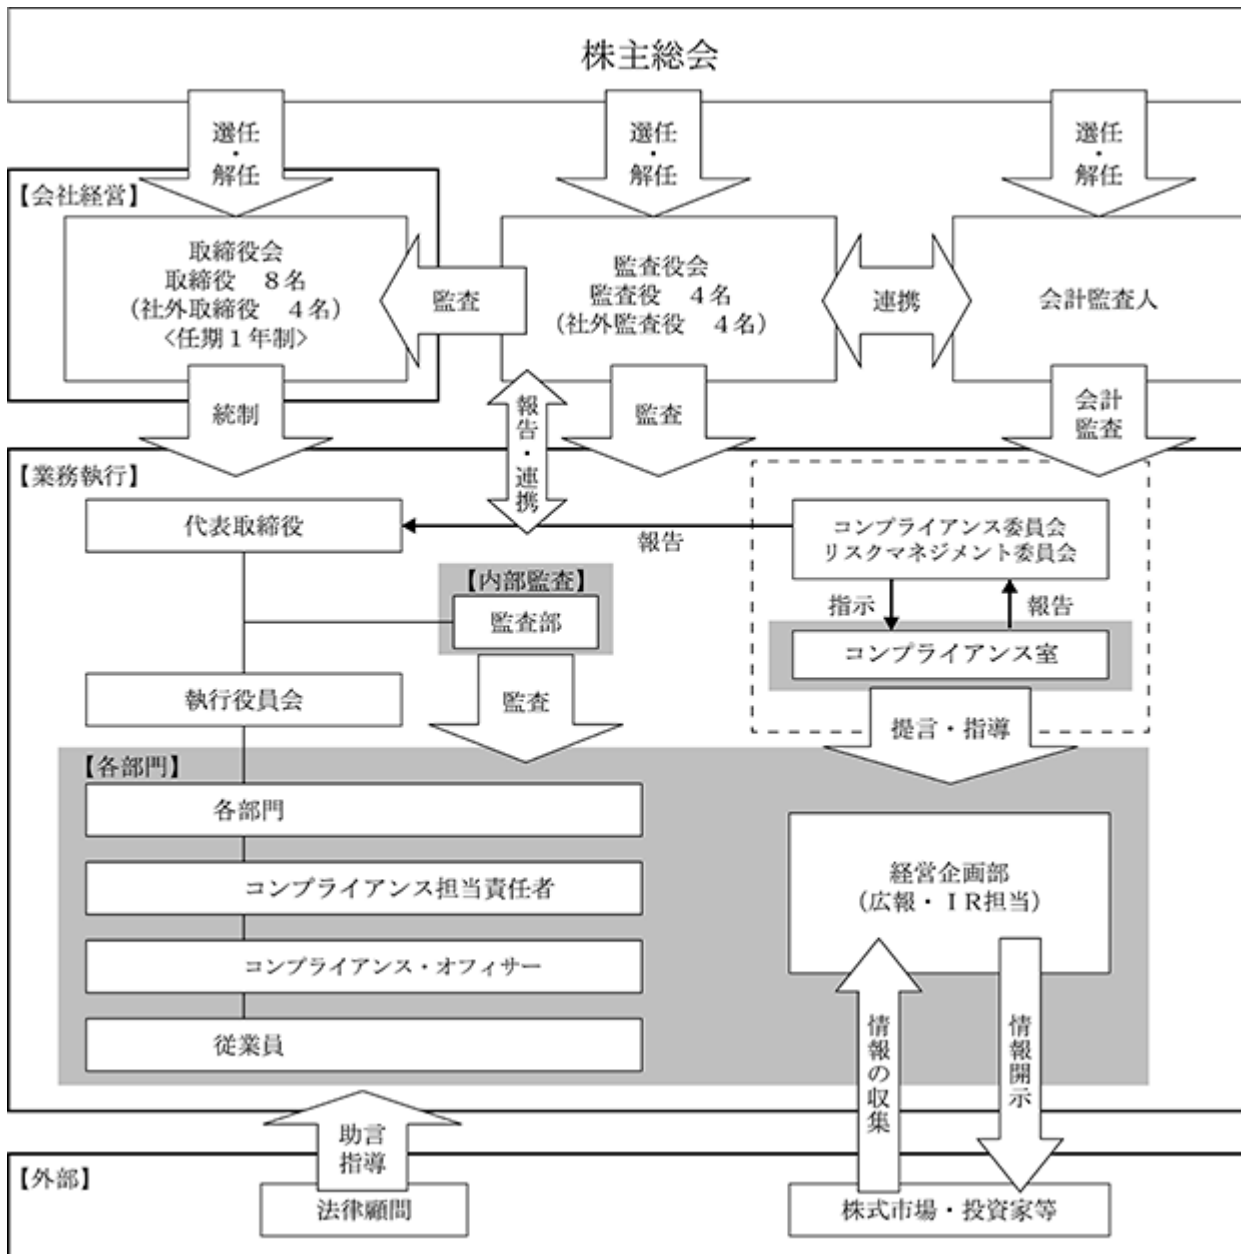 株主総会
選任
・
解任
選任
・
解任
選任
・
解任
【会社経営】
取締役会
取締役　８名
（社外取締役　４名）
<任期１年制>
監査
監査役会
監査役　４名
（社外監査役　４名）
連携
会計監査人
統制
報告・連携
監査
会計
監査
【業務執行】
代表取締役
報告
コンプライアンス委員会
リスクマネジメント委員会
【内部監査】
監査部
指示
報告
コンプライアンス室
執行役員会
監査
提言・指導
【各部門】
各部門
コンプライアンス担当責任者
コンプライアンス・オフィサー
従業員
経営企画部
（広報・ＩＲ担当）
情報の収集
情報開示
助言
指導
【外部】
法律顧問
株式市場・投資家等